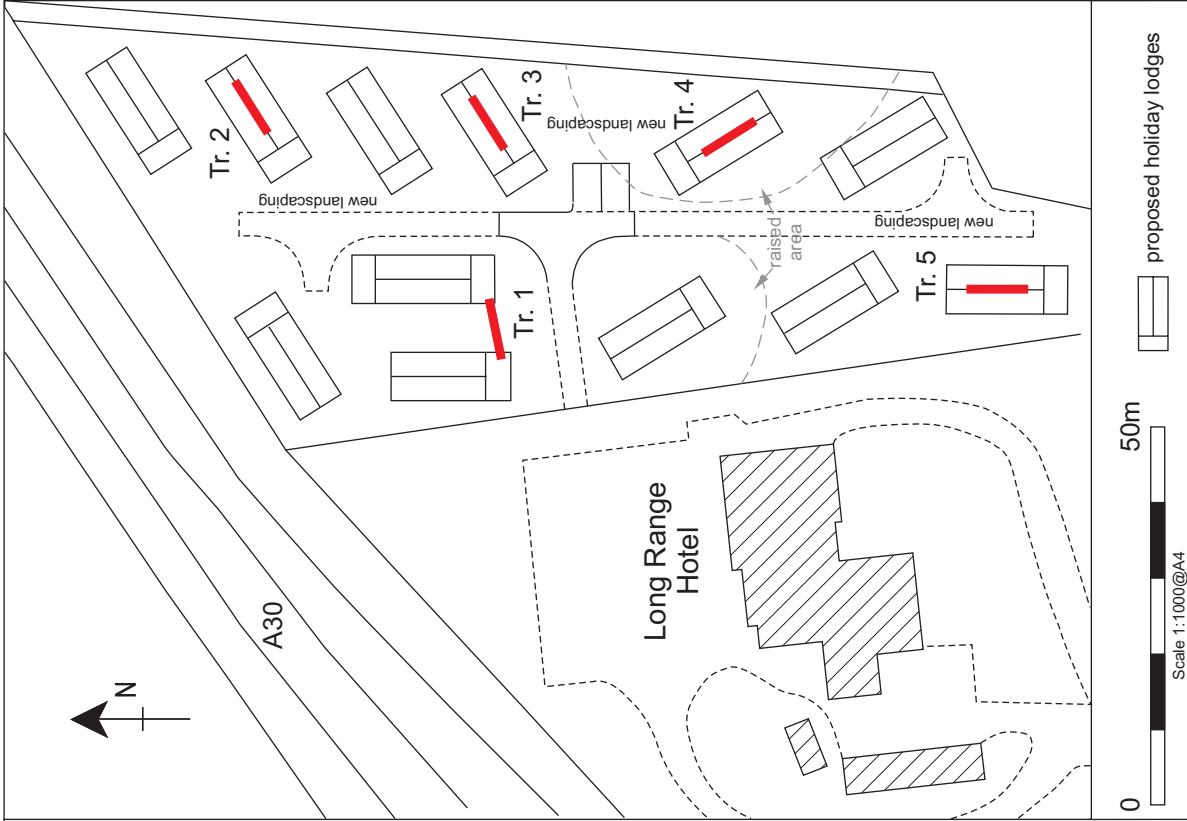 N
A30
Tr. 2
new landscaping
Tr. 3
new landscaping
Tr. 1
Tr. 4
raised
area
new landscaping
Tr. 5
Long Range
Hotel
proposed holiday lodges
0
50m
Scale 1:1000@A4